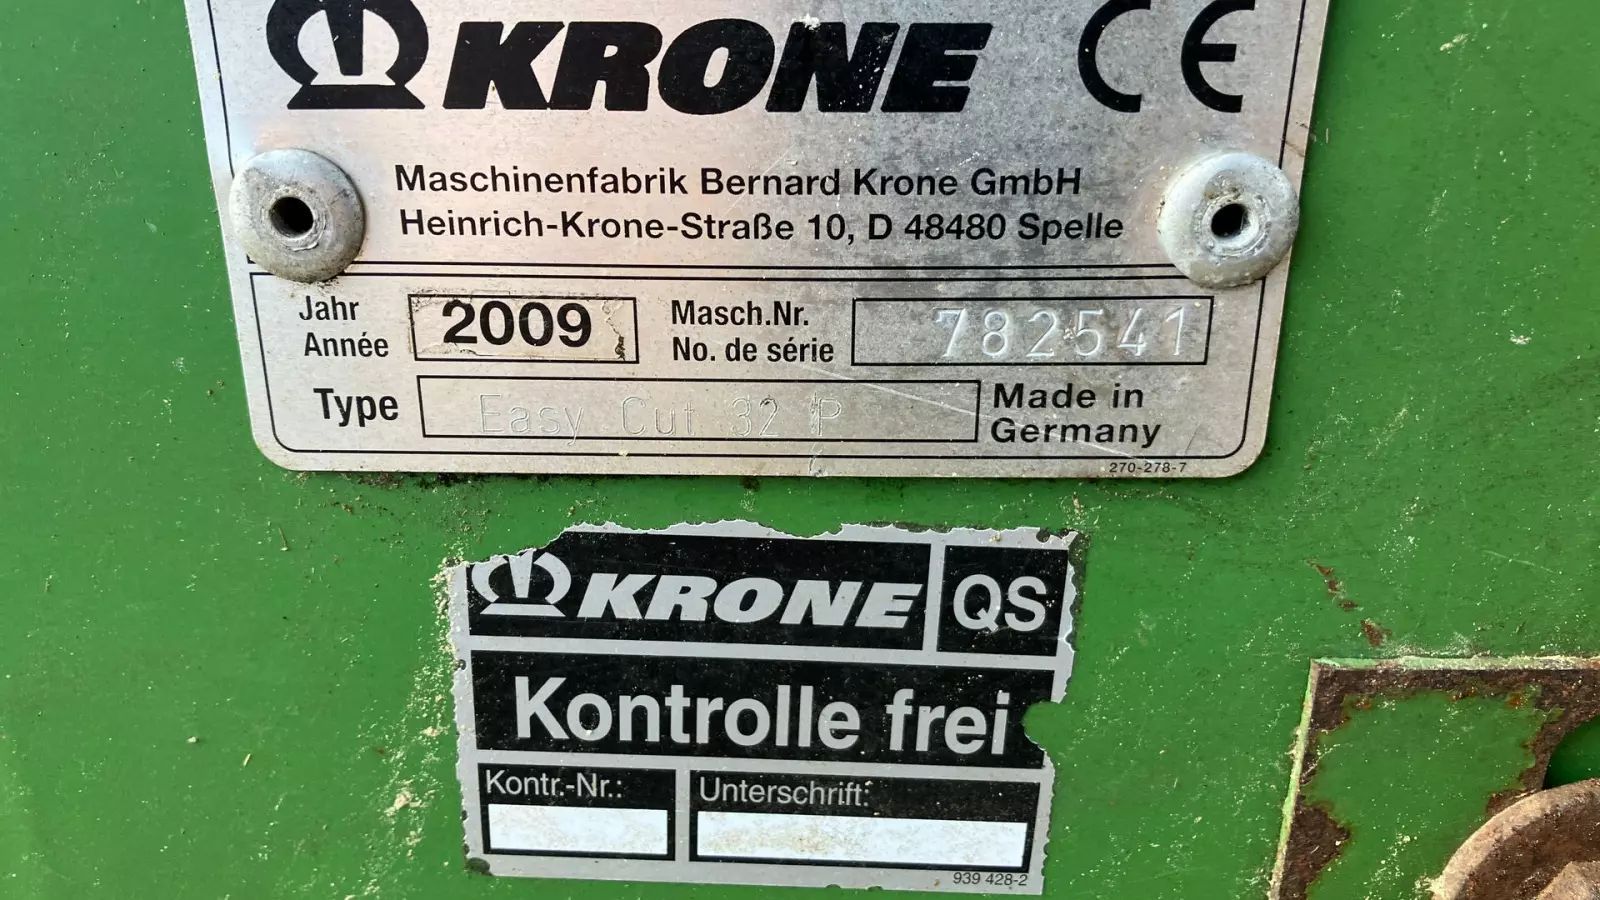 KRONE CE
Maschinenfabrik Bernard Krone GmbH
Heinrich-Krone-Straße 10, D 48480 Spelle
Jahr
Année
2009
Masch.Nr.
No. de série
782541
Type
Easy Cut 32 P
Made in
Germany
270-278-7
KRONE QS
Kontrolle frei
Kontr.-Nr.:
Unterschrift:
939 428-2